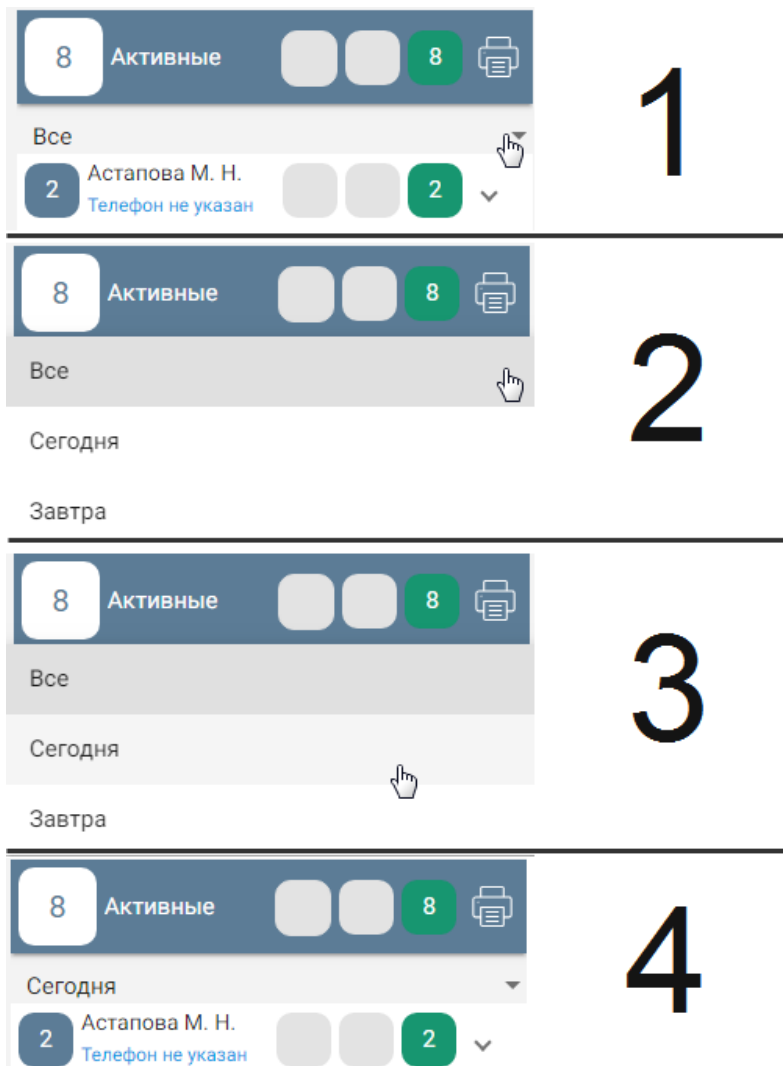 8 Активные 8
1
Все
2 Астапова М. Н. 2
Телефон не указан
8 Активные 8
2
Все
Сегодня
Завтра
8 Активные 8
3
Все
Сегодня
Завтра
8 Активные 8
4
Сегодня
2 Астапова М. Н. 2
Телефон не указан